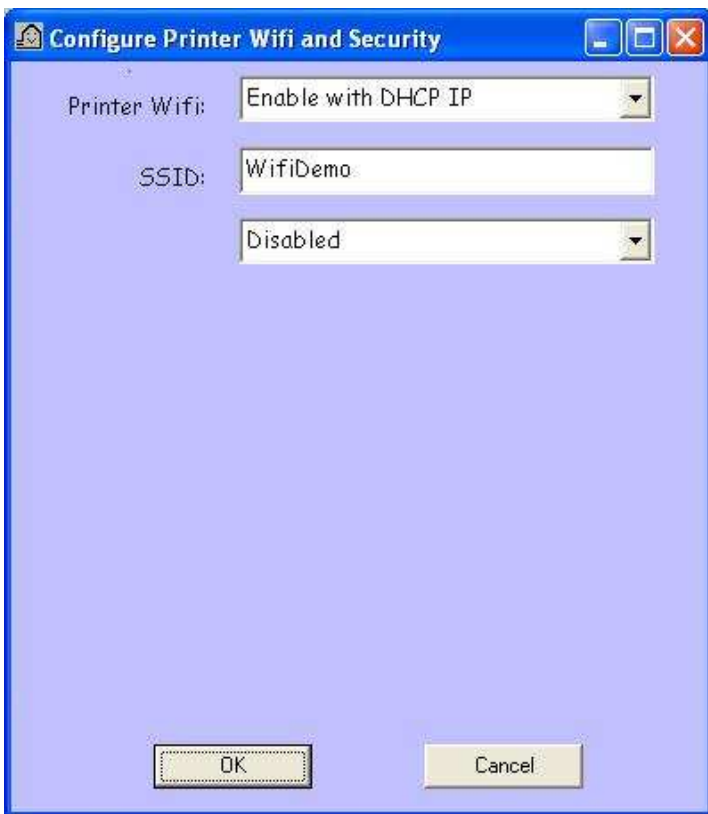 Configure Printer Wifi and Security
Printer Wifi: Enable with DHCP IP
SSID: WifiDemo
Disabled
OK Cancel